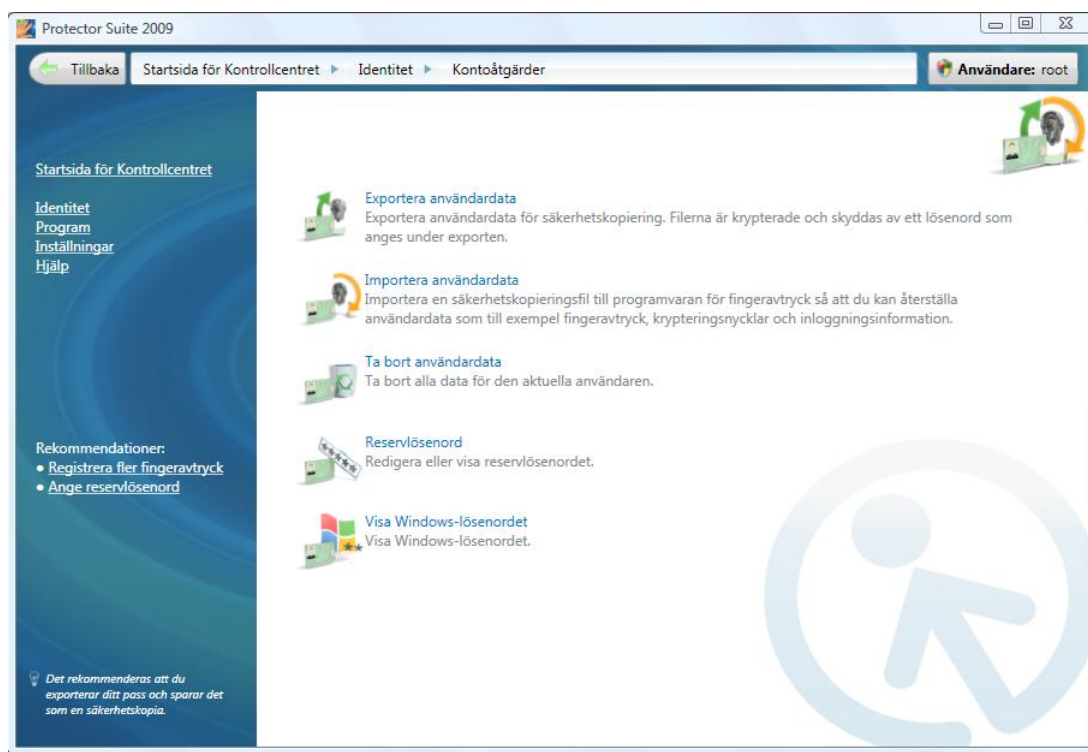 Protector Suite 2009
Tillbaka
Startsida för Kontrollcentret
Identitet
Kontoåtgärder
Användare: root
Startsida för Kontrollcentret
Identitet
Program
Inställningar
Hjälp
Exportera användardata
Exportera användardata för säkerhetskopiering. Filerna är krypterade och skyddas av ett lösenord som
anges under exporten.
Importera användardata
Importera en säkerhetskopieringsfil till programvaran för fingeravtryck så att du kan återställa
användardata som till exempel fingeravtryck, krypteringsnycklar och inloggningsinformation.
Ta bort användardata
Ta bort alla data för den aktuella användaren.
Reservlösenord
Redigera eller visa reservlösenordet.
Visa Windows-lösenordet
Visa Windows-lösenordet.
Rekommendationer:
• Registrera fler fingeravtryck
• Ange reservlösenord
Det rekommenderas att du
exporterar ditt pass och sparar det
som en säkerhetskopia.